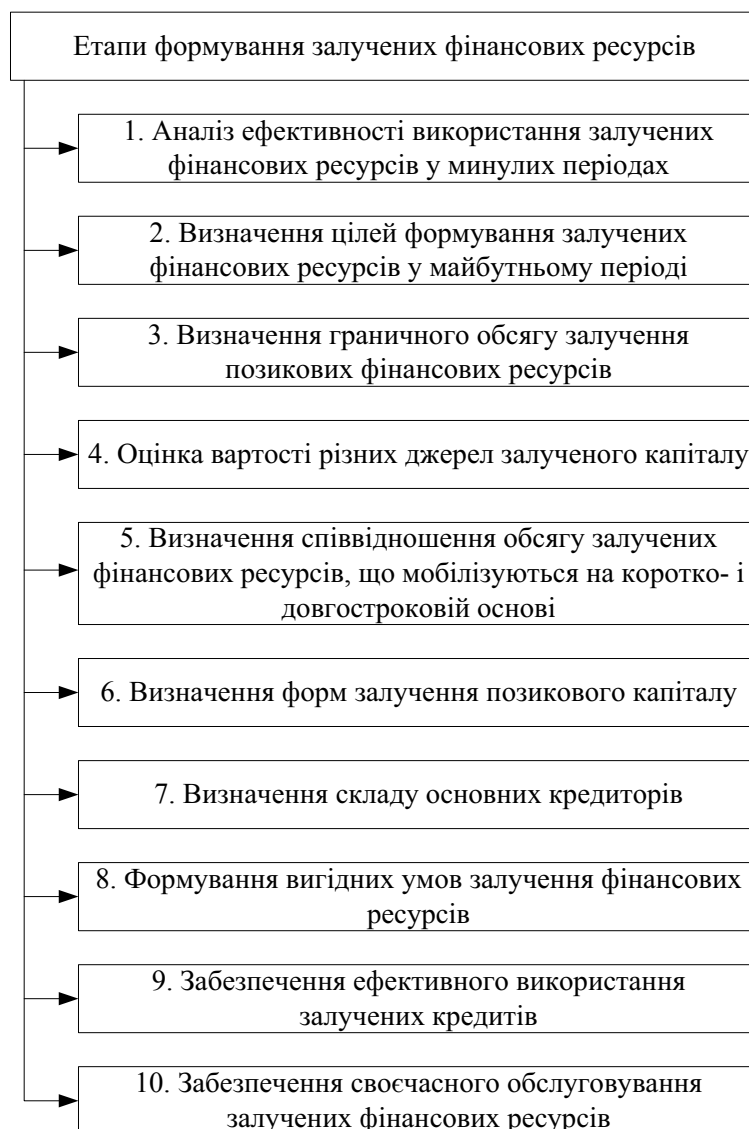 Етапи формування залучених фінансових ресурсів
1. Аналіз ефективності використання залучених
фінансових ресурсів у минулих періодах
2. Визначення цілей формування залучених
фінансових ресурсів у майбутньому періоді
3. Визначення граничного обсягу залучення
позикових фінансових ресурсів
4. Оцінка вартості різних джерел залученого капіталу
5. Визначення співвідношення обсягу залучених
фінансових ресурсів, що мобілізуються на коротко- і
довгостроковій основі
6. Визначення форм залучення позикового капіталу
7. Визначення складу основних кредиторів
8. Формування вигідних умов залучення фінансових
ресурсів
9. Забезпечення ефективного використання
залучених кредитів
10. Забезпечення своєчасного обслуговування
залучених фінансових ресурсів